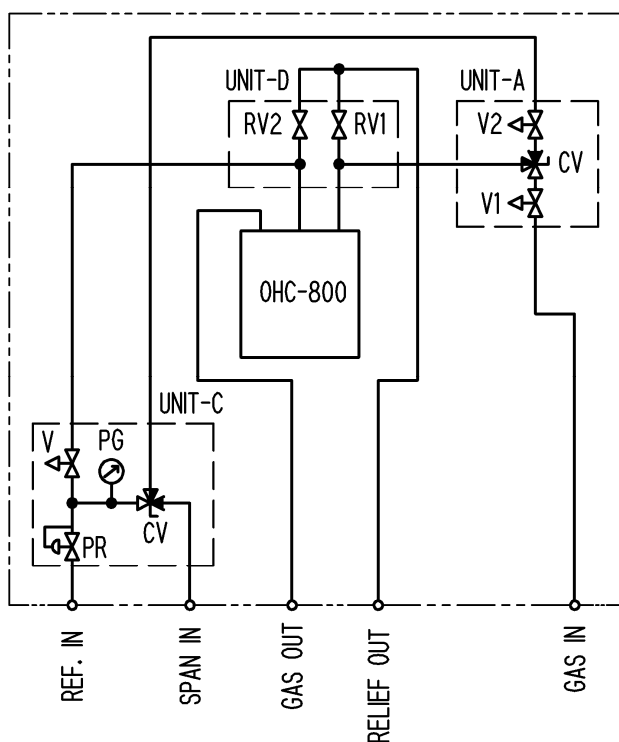 UNIT-D
UNIT-A
RV2
RV1
V2
CV
V1
OHC-800
UNIT-C
V
PG
CV
PR
REF. IN
SPAN IN
GAS OUT
RELIEF OUT
GAS IN